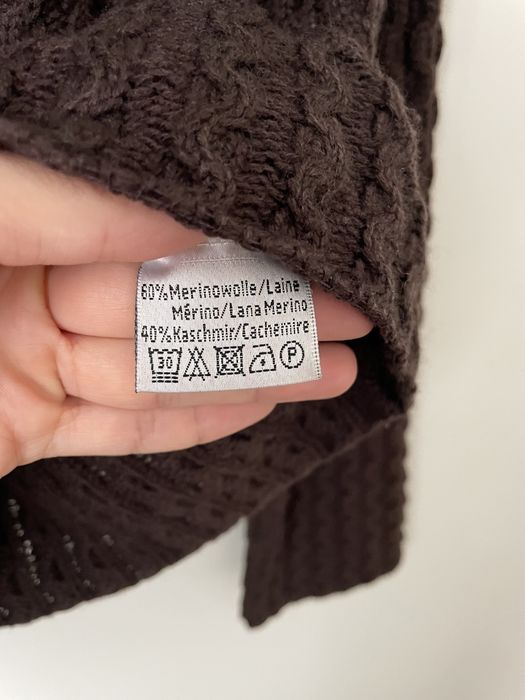 60%Merinowolle/Laine
Mérino/Lana Merino
40%Kaschmir/Cachemire
30 P